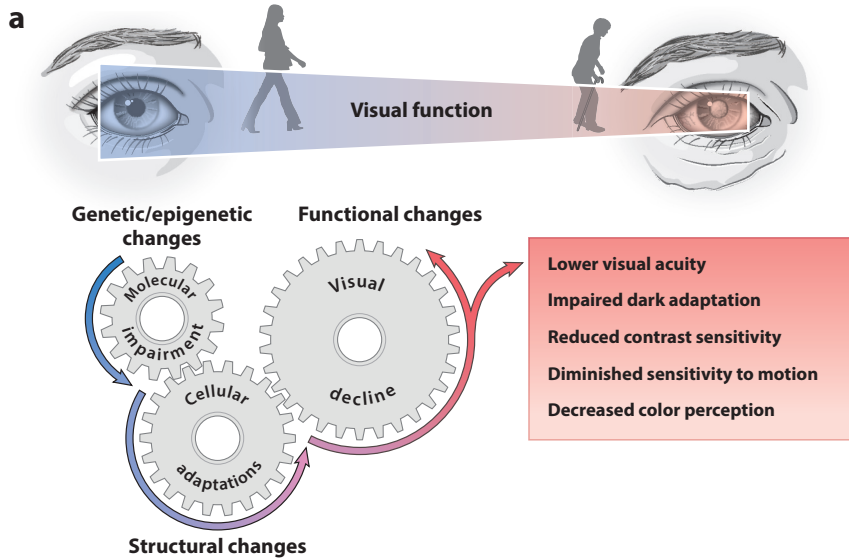 a
Visual function
Genetic/epigenetic
changes
Functional changes
Molecular
impairment
Visual
decline
Cellular
adaptations
Structural changes
Lower visual acuity
Impaired dark adaptation
Reduced contrast sensitivity
Diminished sensitivity to motion
Decreased color perception